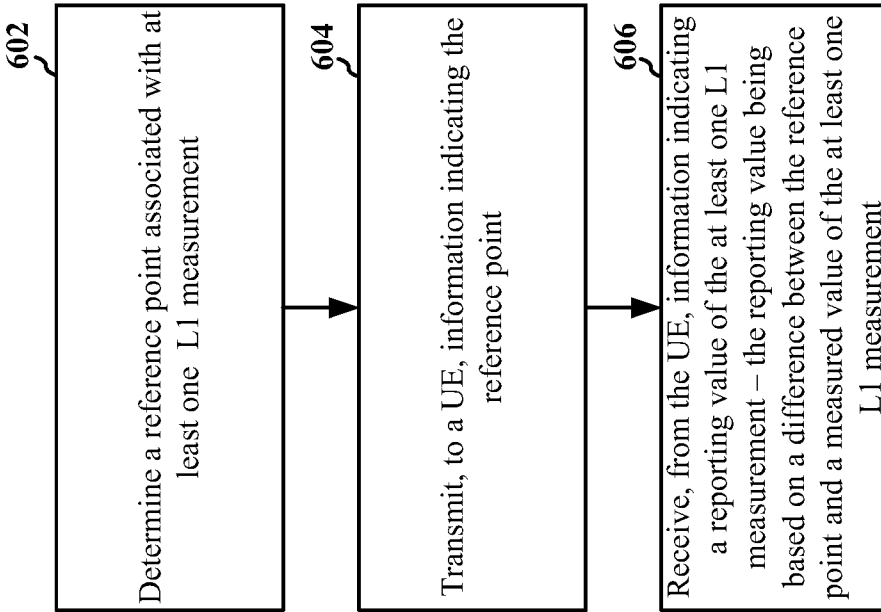 602
Determine a reference point associated with at
least one L1 measurement
604
Transmit, to a UE, information indicating the
reference point
606
Receive, from the UE, information indicating
a reporting value of the at least one L1
measurement – the reporting value being
based on a difference between the reference
point and a measured value of the at least one
L1 measurement